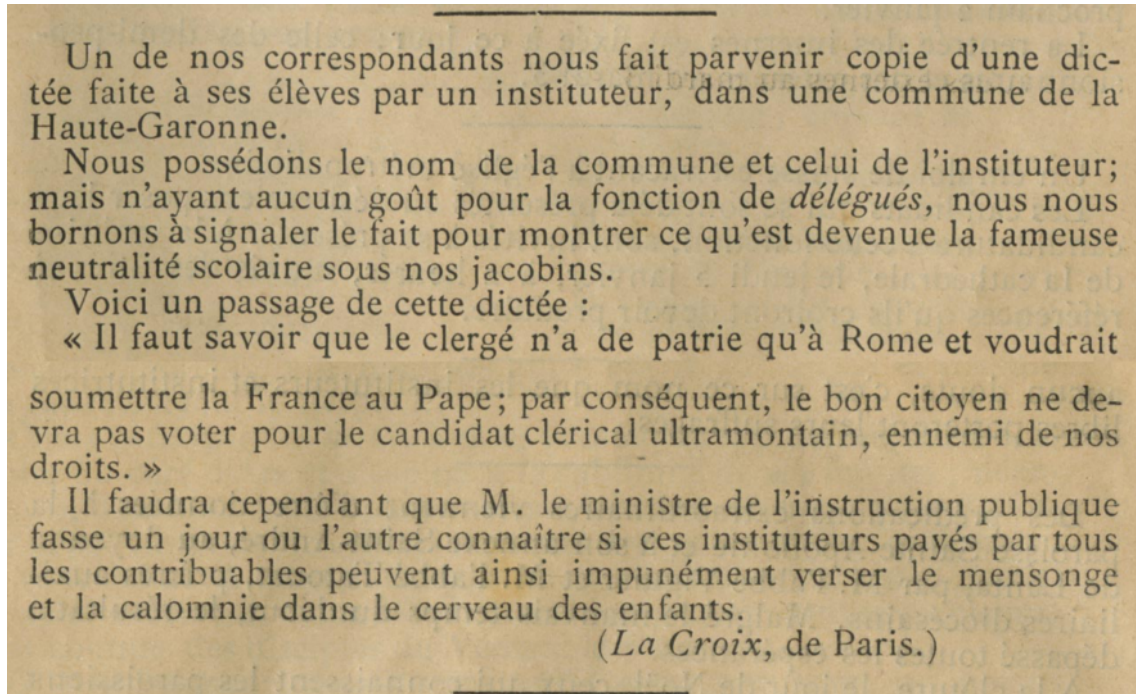 Un de nos correspondants nous fait parvenir copie d'une dic-
tée faite à ses élèves par un instituteur, dans une commune de la
Haute-Garonne.
Nous possédons le nom de la commune et celui de l'instituteur;
mais n'ayant aucun goût pour la fonction de délégués, nous nous
bornons à signaler le fait pour montrer ce qu'est devenue la fameuse
neutralité scolaire sous nos jacobins.
Voici un passage de cette dictée :
« Il faut savoir que le clergé n'a de patrie qu'à Rome et voudrait
soumettre la France au Pape; par conséquent, le bon citoyen ne de-
vra pas voter pour le candidat clérical ultramontain, ennemi de nos
droits. »
Il faudra cependant que M. le ministre de l'instruction publique
fasse un jour ou l'autre connaître si ces instituteurs payés par tous
les contribuables peuvent ainsi impunément verser le mensonge
et la calomnie dans le cerveau des enfants.
(La Croix, de Paris.)